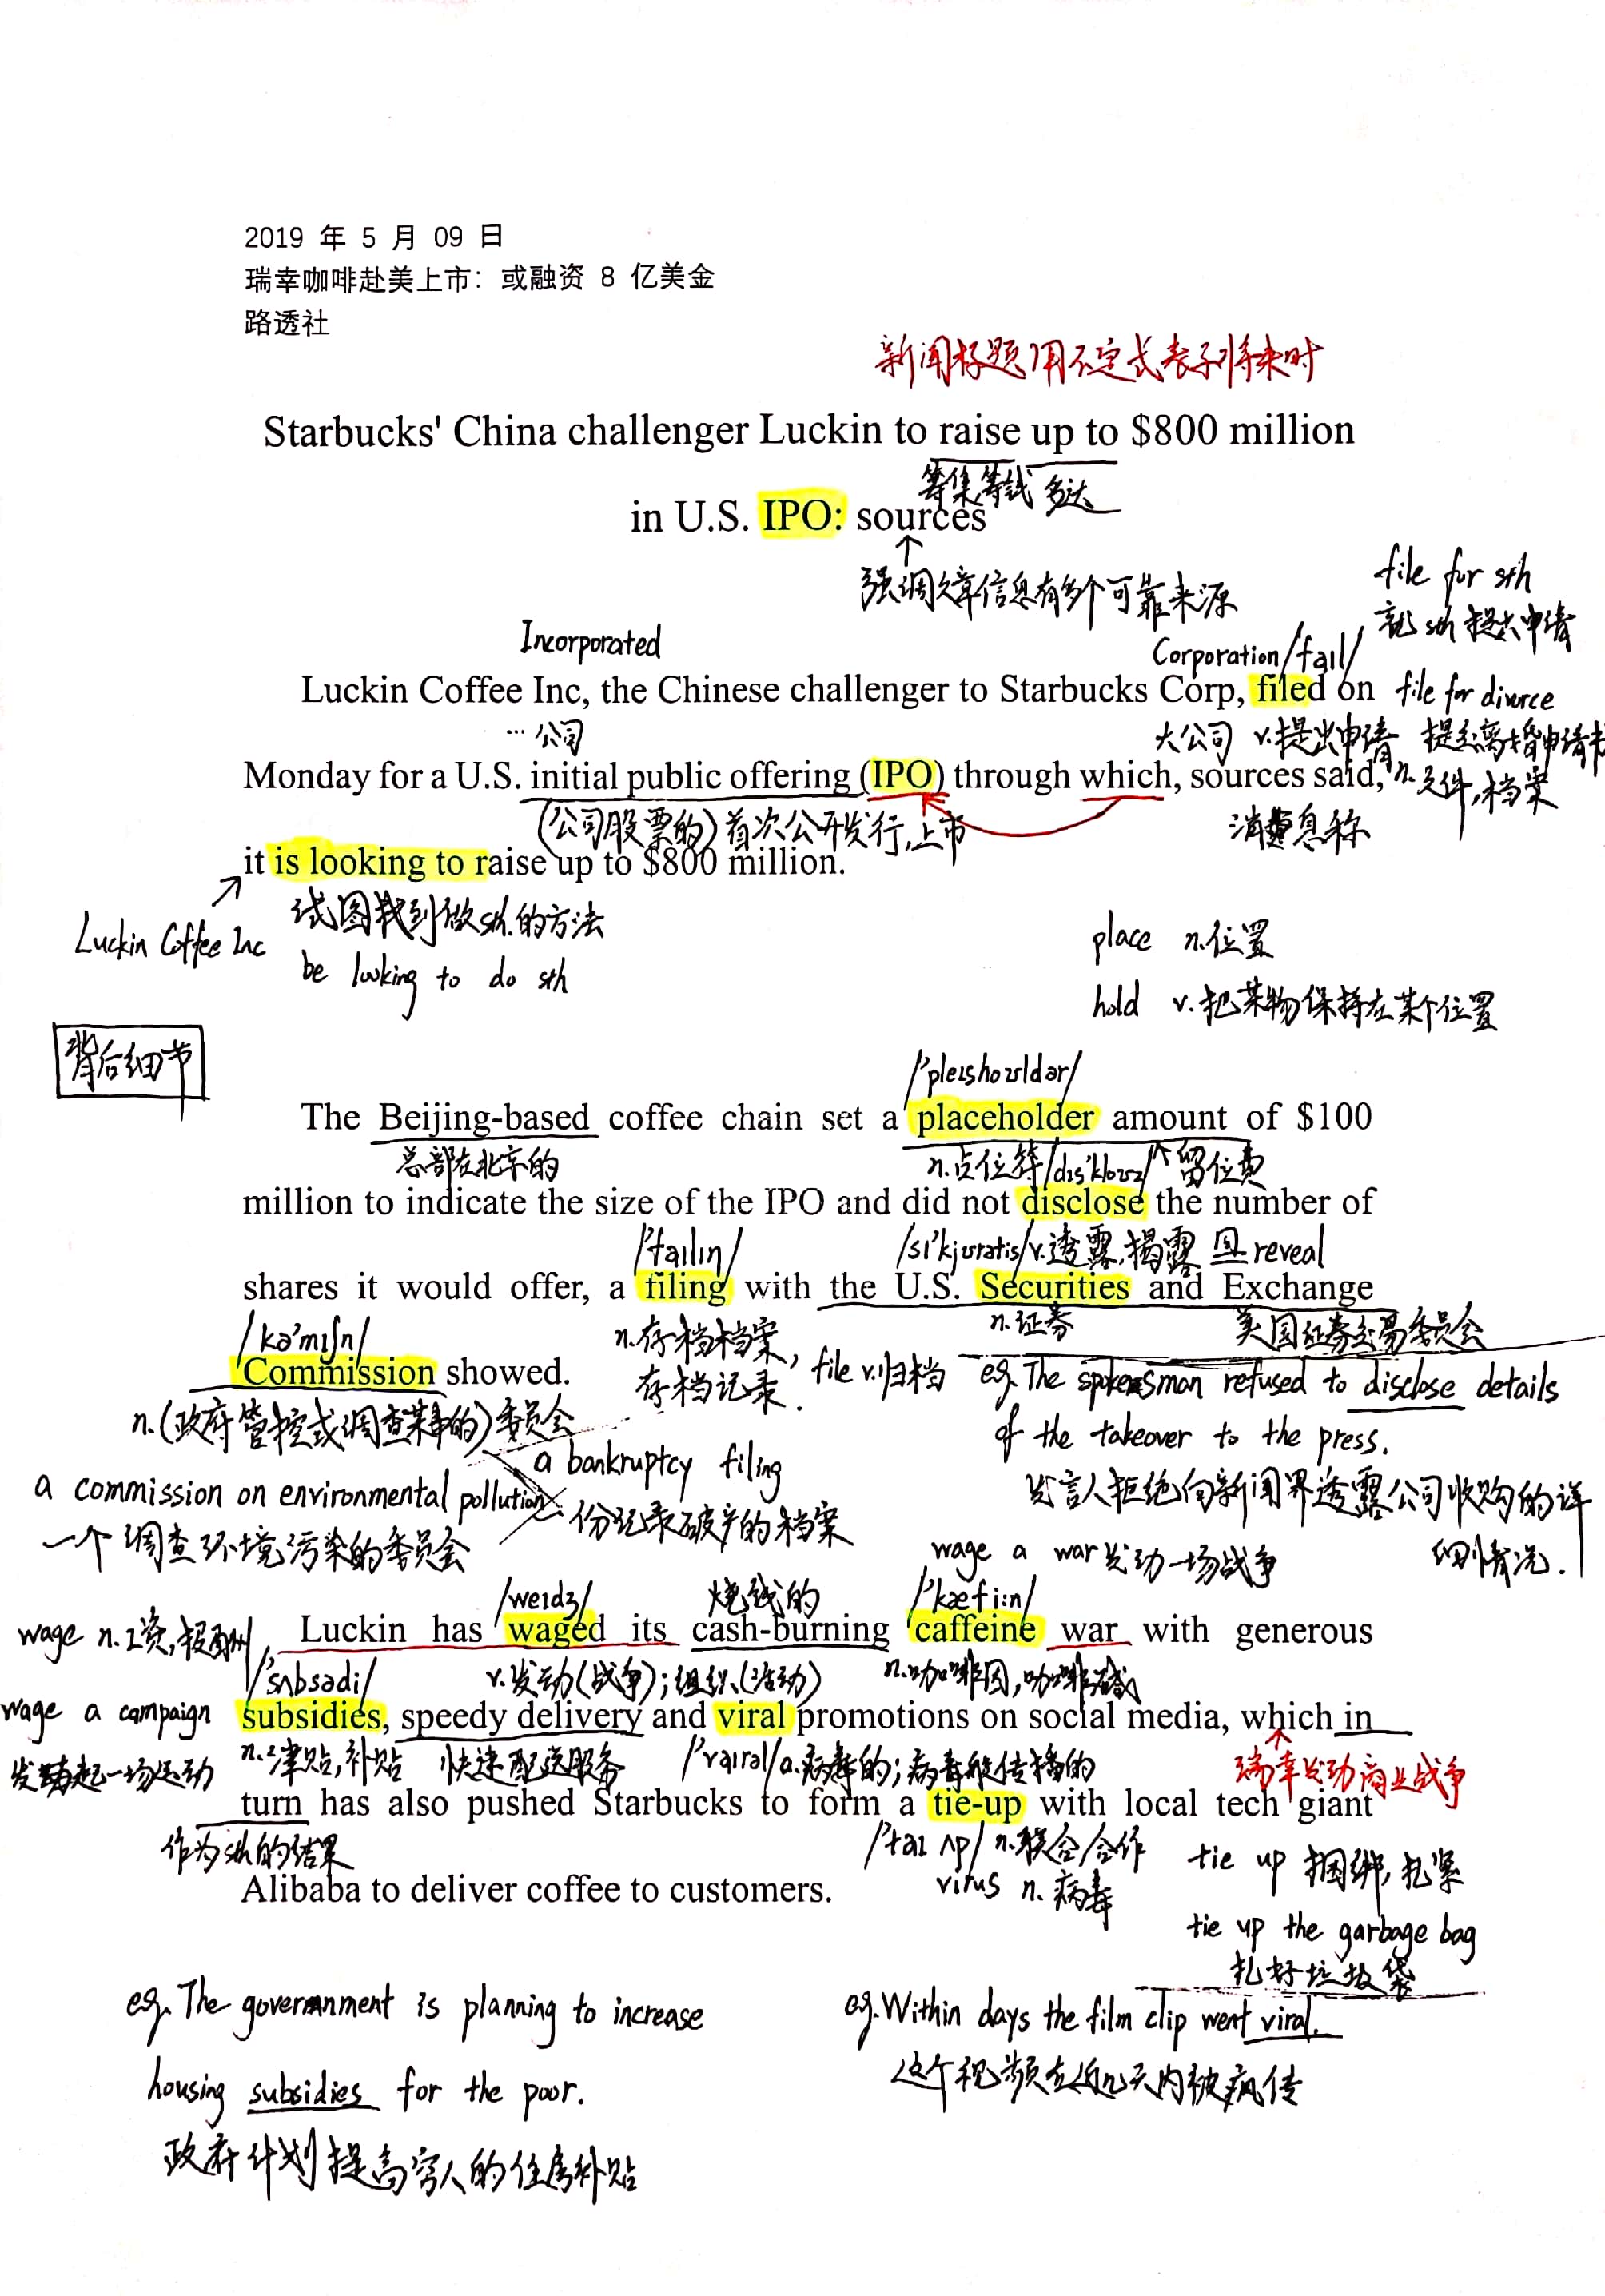 2019 年 5 月 09 日
瑞幸咖啡赴美上市：或融资 8 亿美金
路透社
新闻标题用不定式表示将来时
Starbucks' China challenger Luckin to raise up to $800 million
筹集筹钱 多达
in U.S. IPO: sources
强调文章信息有多个可靠来源
file for sth
就 sth 提出申请
Incorporated
Corporation /faɪl/
Luckin Coffee Inc, the Chinese challenger to Starbucks Corp, filed on
file for divorce
… 公司
大公司 v.提出申请 提交离婚申请书
Monday for a U.S. initial public offering (IPO) through which, sources said,
n.文件,档案
(公司股票的)首次公开发行,上市
消息称
it is looking to raise up to $800 million.
Luckin Coffee Inc
试图找到做sth.的方法
be looking to do sth
place n.位置
hold v.把某物保持在某个位置
背后细节
/'pleɪshoʊldər/
The Beijing-based coffee chain set a placeholder amount of $100
总部在北京的
n.占位符 /dɪs'kloʊz/ 留位费
million to indicate the size of the IPO and did not disclose the number of
/'faɪlɪŋ/
/sɪ'kjʊrətis/ v.透露,揭露 同 reveal
shares it would offer, a filing with the U.S. Securities and Exchange
n.证券
美国证券交易委员会
/kə'mɪʃn/
n.存档档案,
存档记录
file v.归档
Commission showed.
eg. The spokesman refused to disclose details
of the takeover to the press.
发言人拒绝向新闻界透露公司收购的详
细情况.
n.(政府管控或调查某事的)委员会
a commission on environmental pollution
一个调查环境污染的委员会
a bankruptcy filing
一份记录破产的档案
wage a war 发动一场战争
/weɪdʒ/ 烧钱的 /'kæfiːn/
wage n.工资,报酬
Luckin has waged its cash-burning caffeine war with generous
/'sʌbsədi/
v.发动(战争);组织(活动)
n.咖啡因,咖啡碱
wage a campaign
subsidies, speedy delivery and viral promotions on social media, which in
发动起一场运动
n.津贴,补贴 快速配送服务 /'vaɪrəl/ a.病毒的;病毒般传播的
瑞幸发动商业战争
turn has also pushed Starbucks to form a tie-up with local tech giant
作为sth的结果
/'taɪ ʌp/ n.联合合作
virus n.病毒
tie up 捆绑,扎紧
Alibaba to deliver coffee to customers.
tie up the garbage bag
扎好垃圾袋
eg. The government is planning to increase
housing subsidies for the poor.
政府计划提高穷人的住房补贴
eg. Within days the film clip went viral.
这个视频在近几天内被疯传